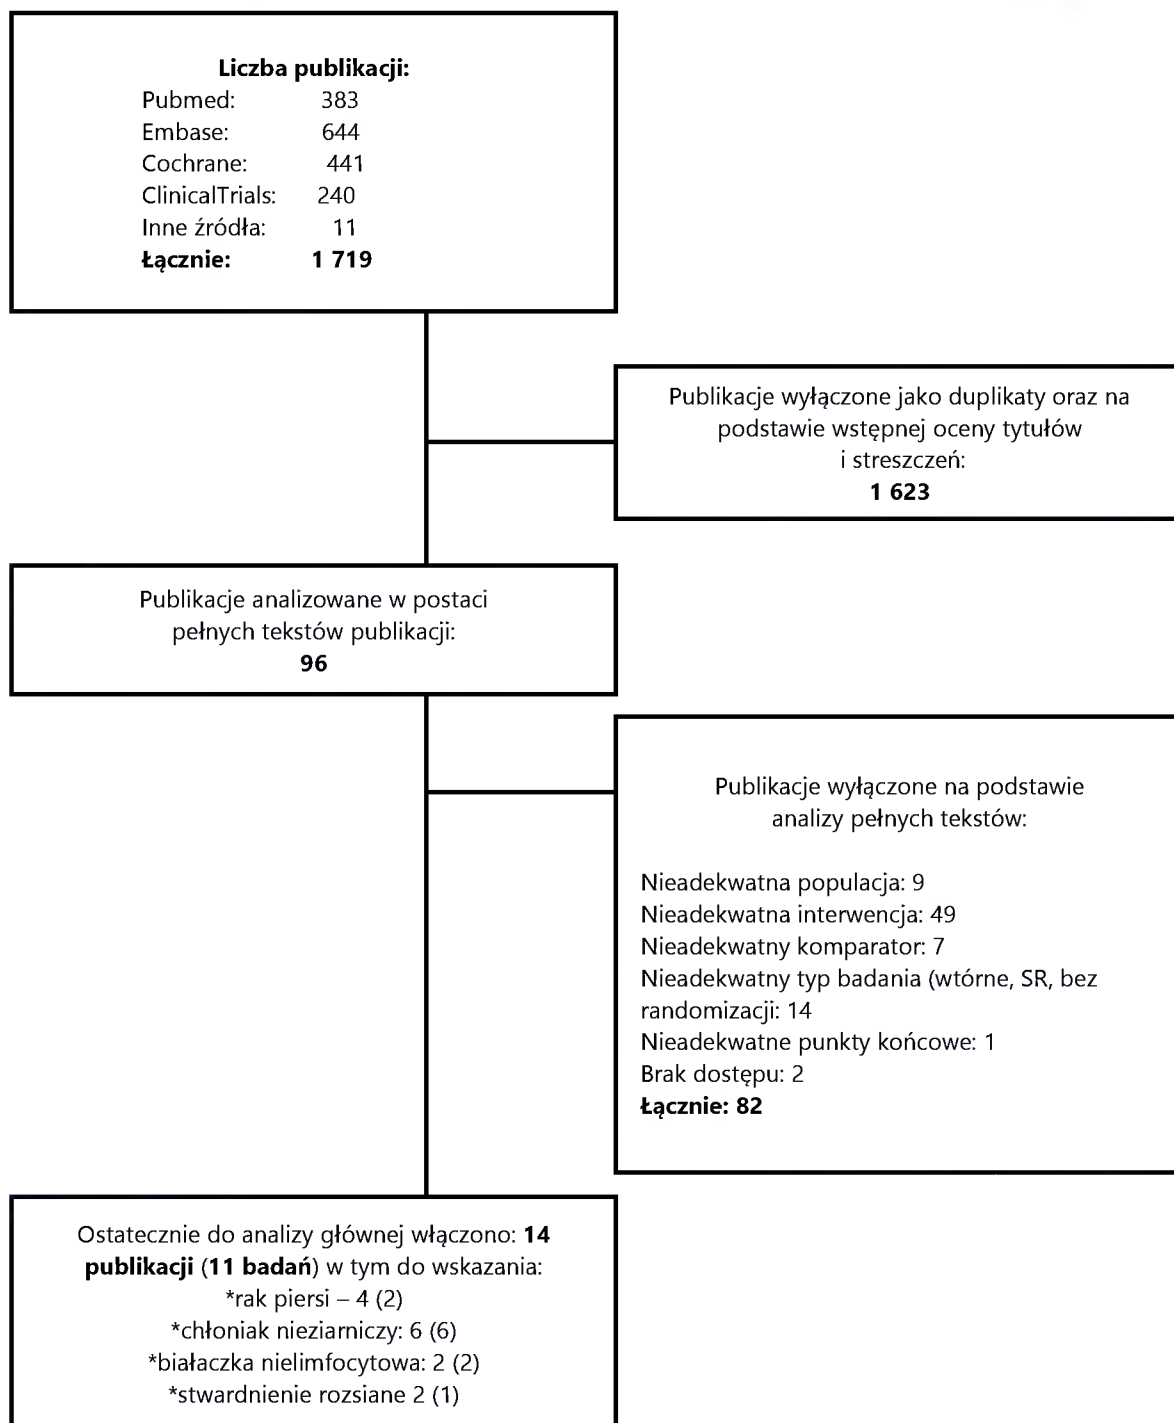 Liczba publikacji:
Pubmed: 383
Embase: 644
Cochrane: 441
ClinicalTrials: 240
Inne źródła: 11
Łącznie: 1 719
Publikacje wyłączone jako duplikaty oraz na
podstawie wstępnej oceny tytułów
i streszczeń:
1 623
Publikacje analizowane w postaci
pełnych tekstów publikacji:
96
Publikacje wyłączone na podstawie
analizy pełnych tekstów:
Nieadekwatna populacja: 9
Nieadekwatna interwencja: 49
Nieadekwatny komparator: 7
Nieadekwatny typ badania (wtórne, SR, bez
randomizacji: 14
Nieadekwatne punkty końcowe: 1
Brak dostępu: 2
Łącznie: 82
Ostatecznie do analizy głównej włączono: 14
publikacji (11 badań) w tym do wskazania:
*rak piersi – 4 (2)
*chłoniak nieziarniczy: 6 (6)
*białaczka nielimfocytowa: 2 (2)
*stwardnienie rozsiane 2 (1)